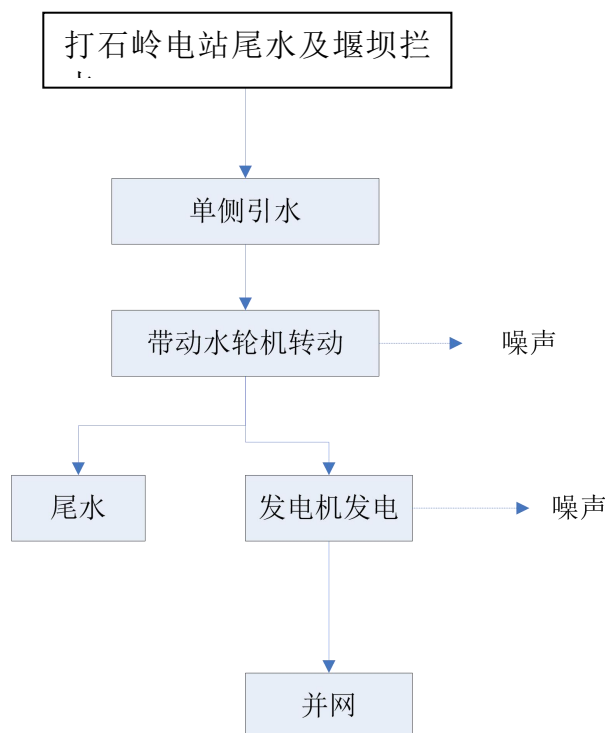 打石岭电站尾水及堰坝拦
单侧引水
带动水轮机转动
噪声
尾水
发电机发电
噪声
并网